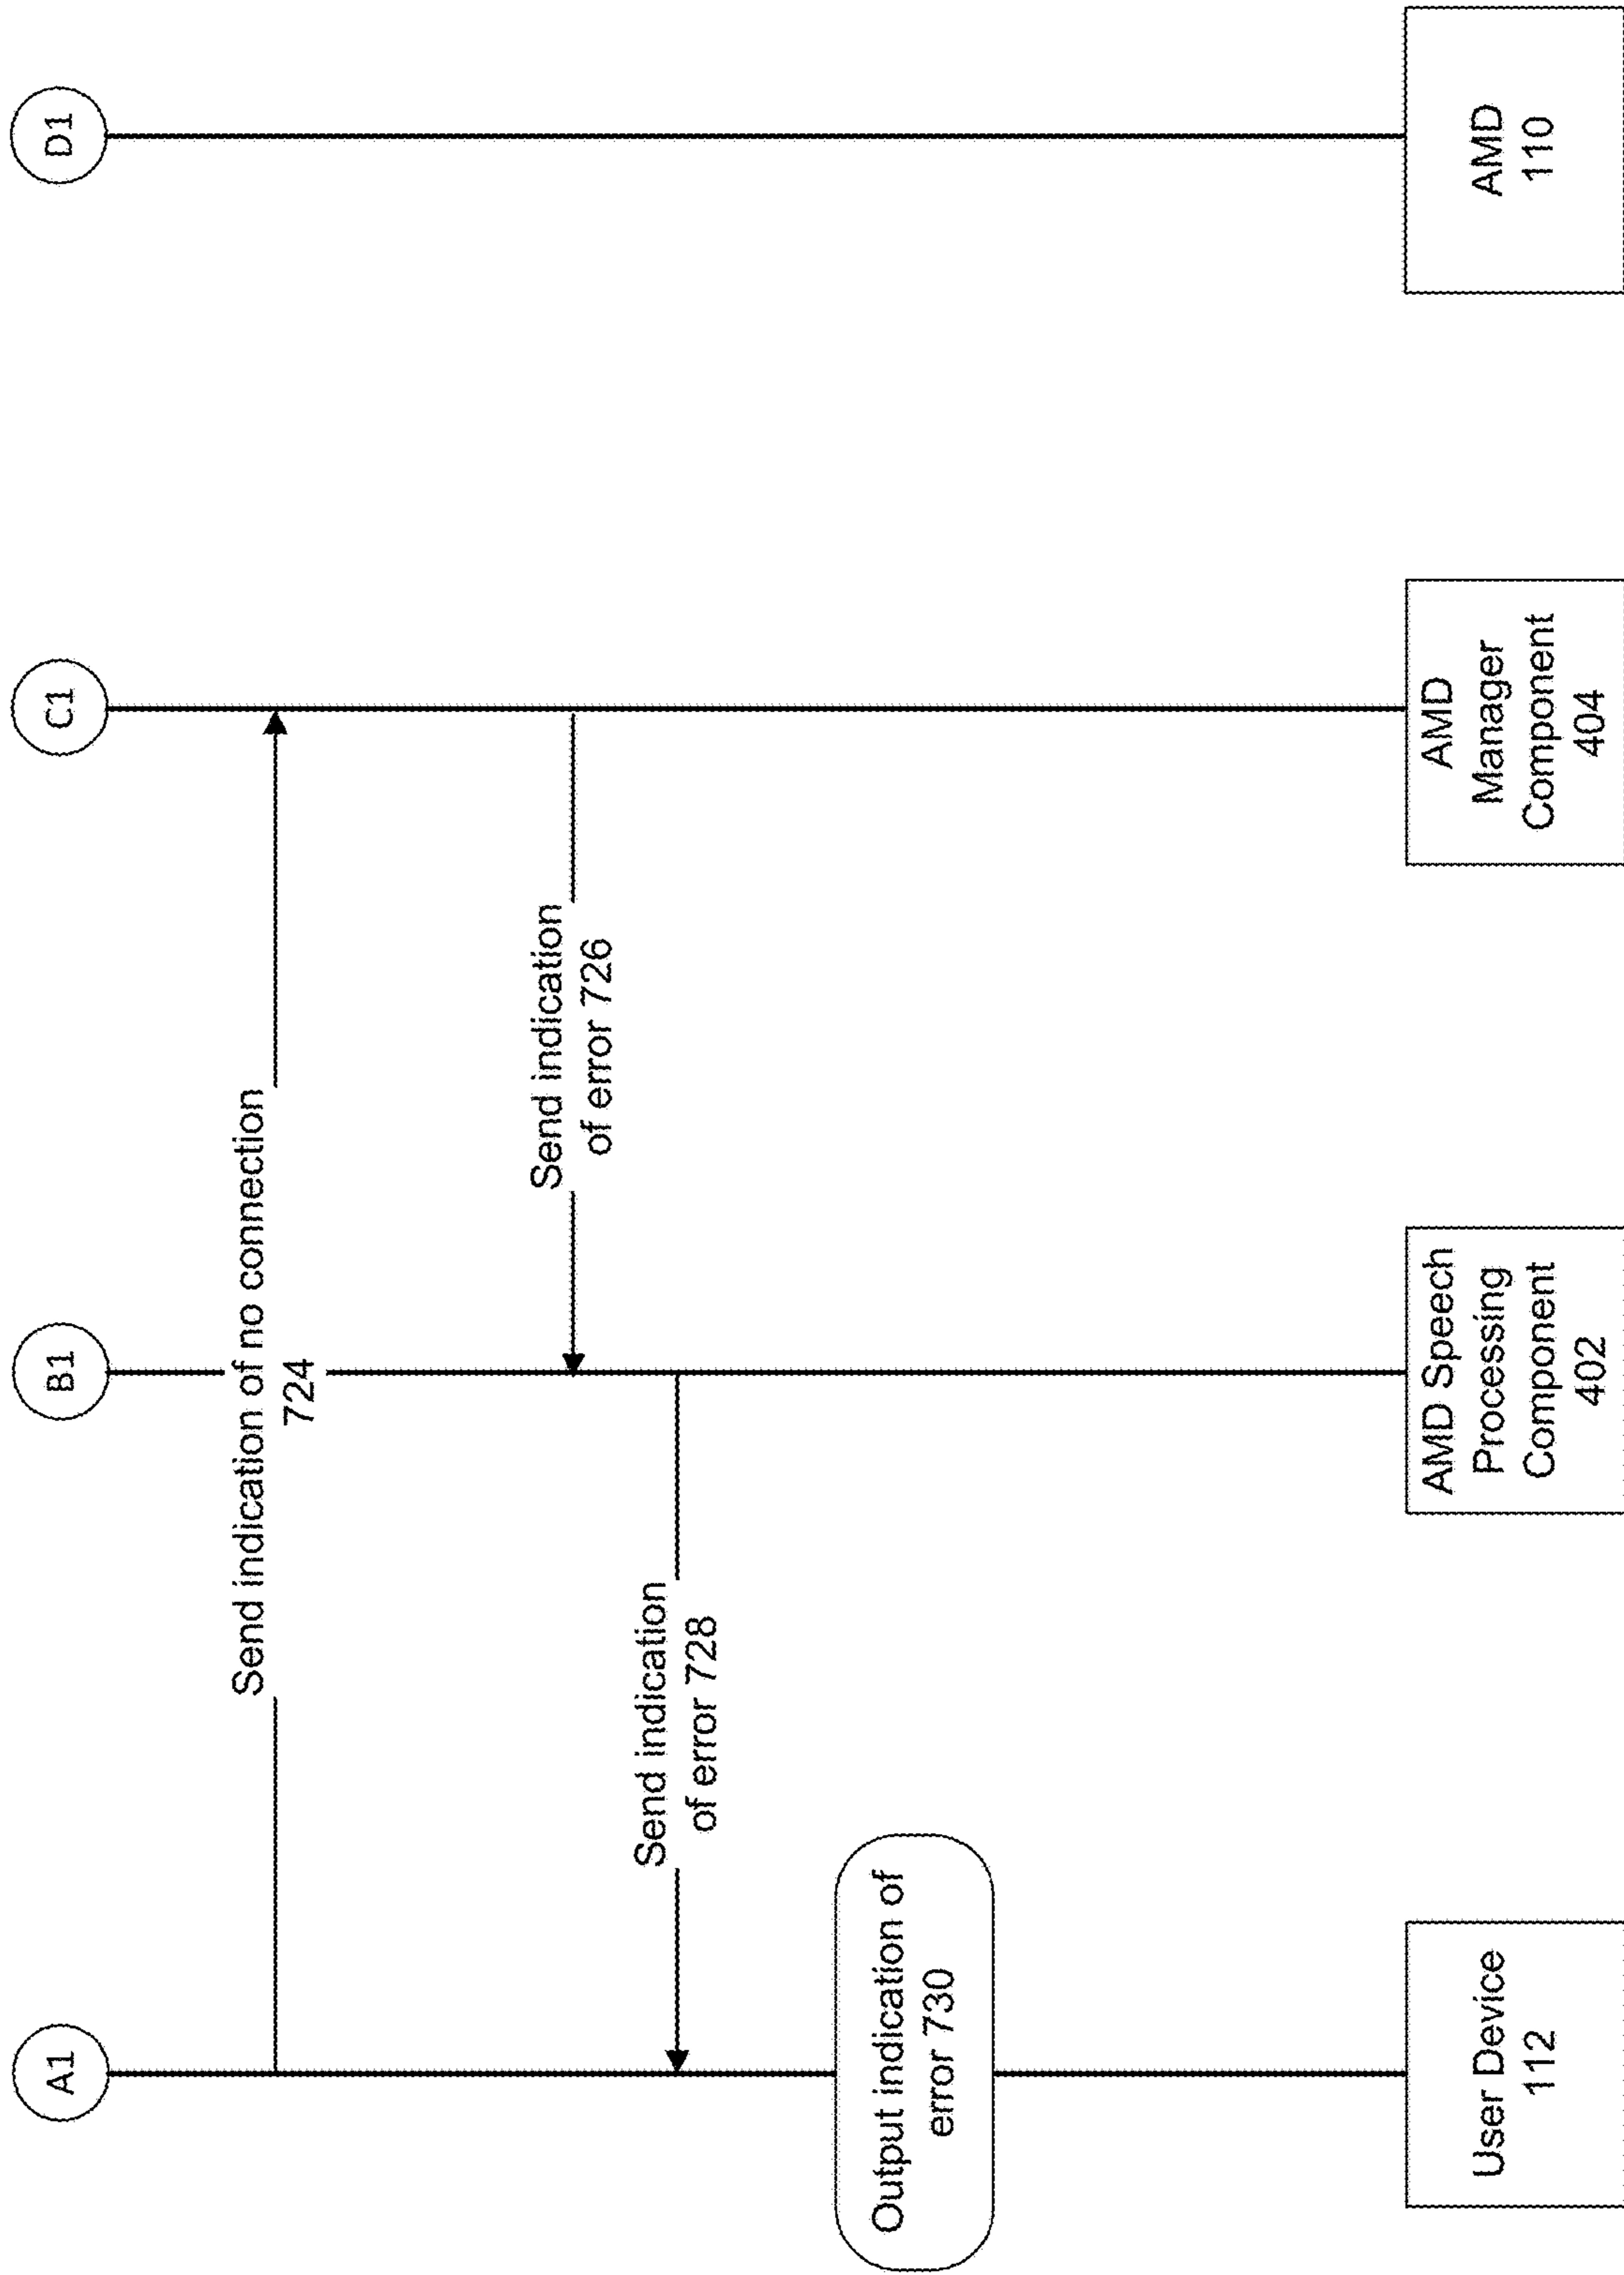 A1
B1
C1
D1
Send indication of no connection
724
Send indication
of error 726
Send indication
of error 728
Output indication of
error 730
User Device
112
AMD Speech
Processing
Component
402
AMD
Manager
Component
404
AMD
110